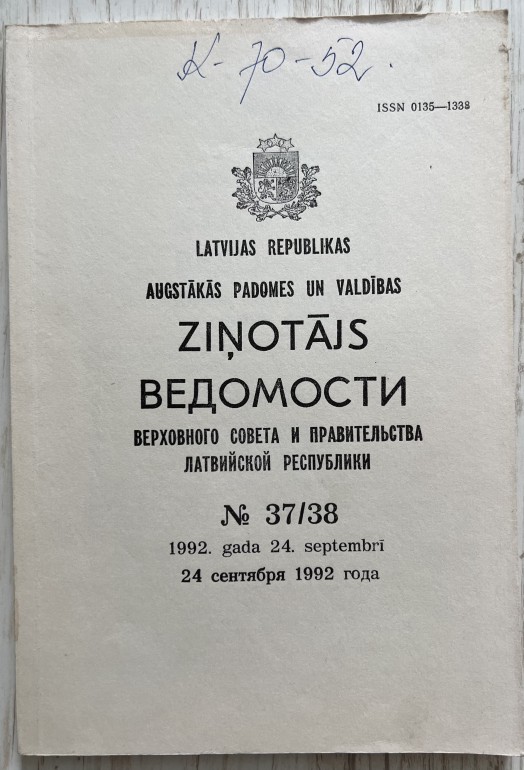 К-70-52.
ISSN 0135—1338
LATVIJAS REPUBLIKAS
AUGSTĀKĀS PADOMES UN VALDĪBAS
ZIŅOTĀJS
ВЕДОМОСТИ
ВЕРХОВНОГО СОВЕТА И ПРАВИТЕЛЬСТВА
ЛАТВИЙСКОЙ РЕСПУБЛИКИ
№ 37/38
1992. gada 24. septembrī
24 сентября 1992 года